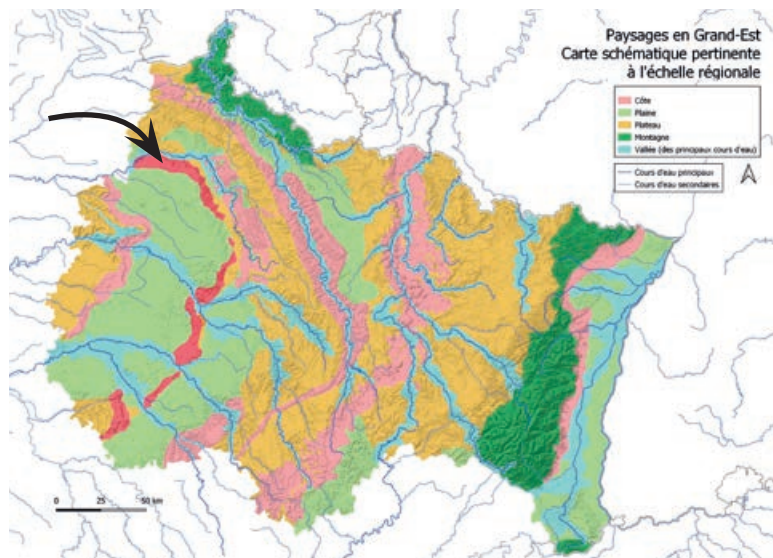 Paysages en Grand-Est
Carte schématique pertinente
à l'échelle régionale
Côte
Plaine
Plateau
Montagne
Vallée (des principaux cours d'eau)
Cours d'eau principaux
Cours d'eau secondaires
0 25 50 km